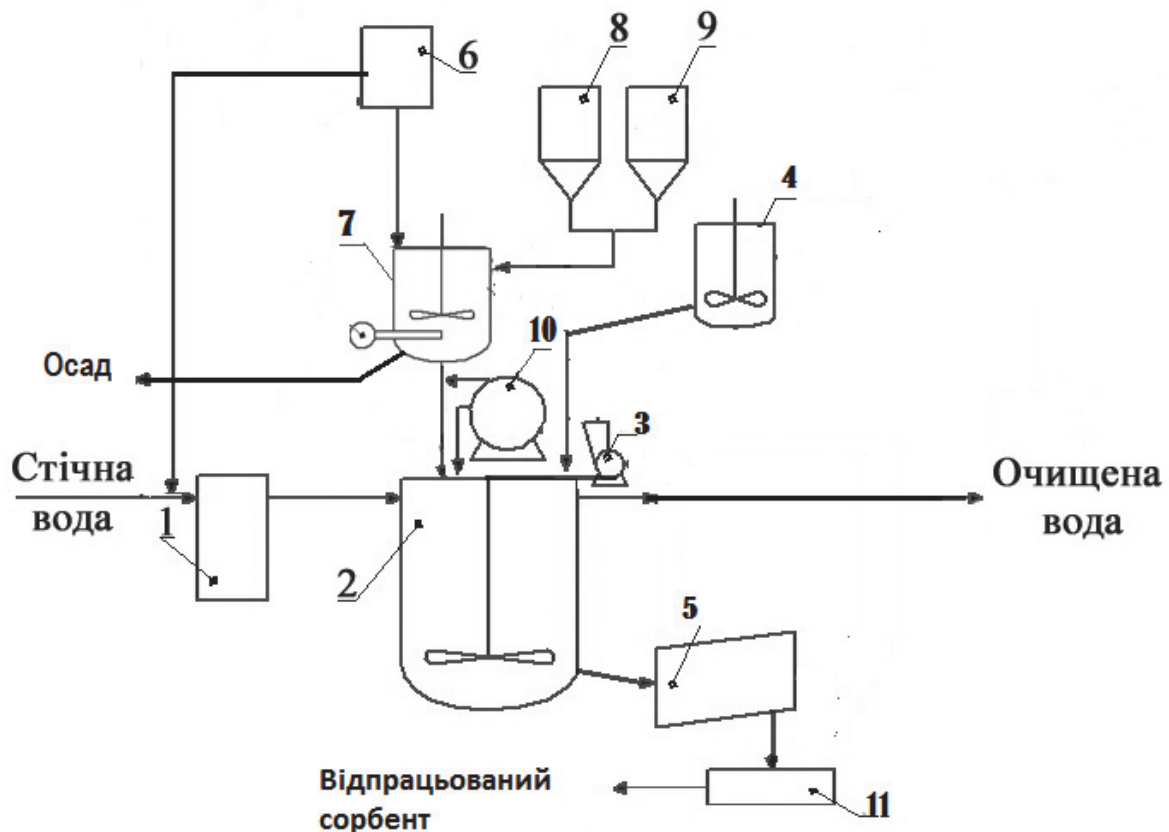 6
8
9
4
7
10
Осад
3
Стічна
вода
Очищена
вода
1
2
5
Відпрацьований
сорбент
11